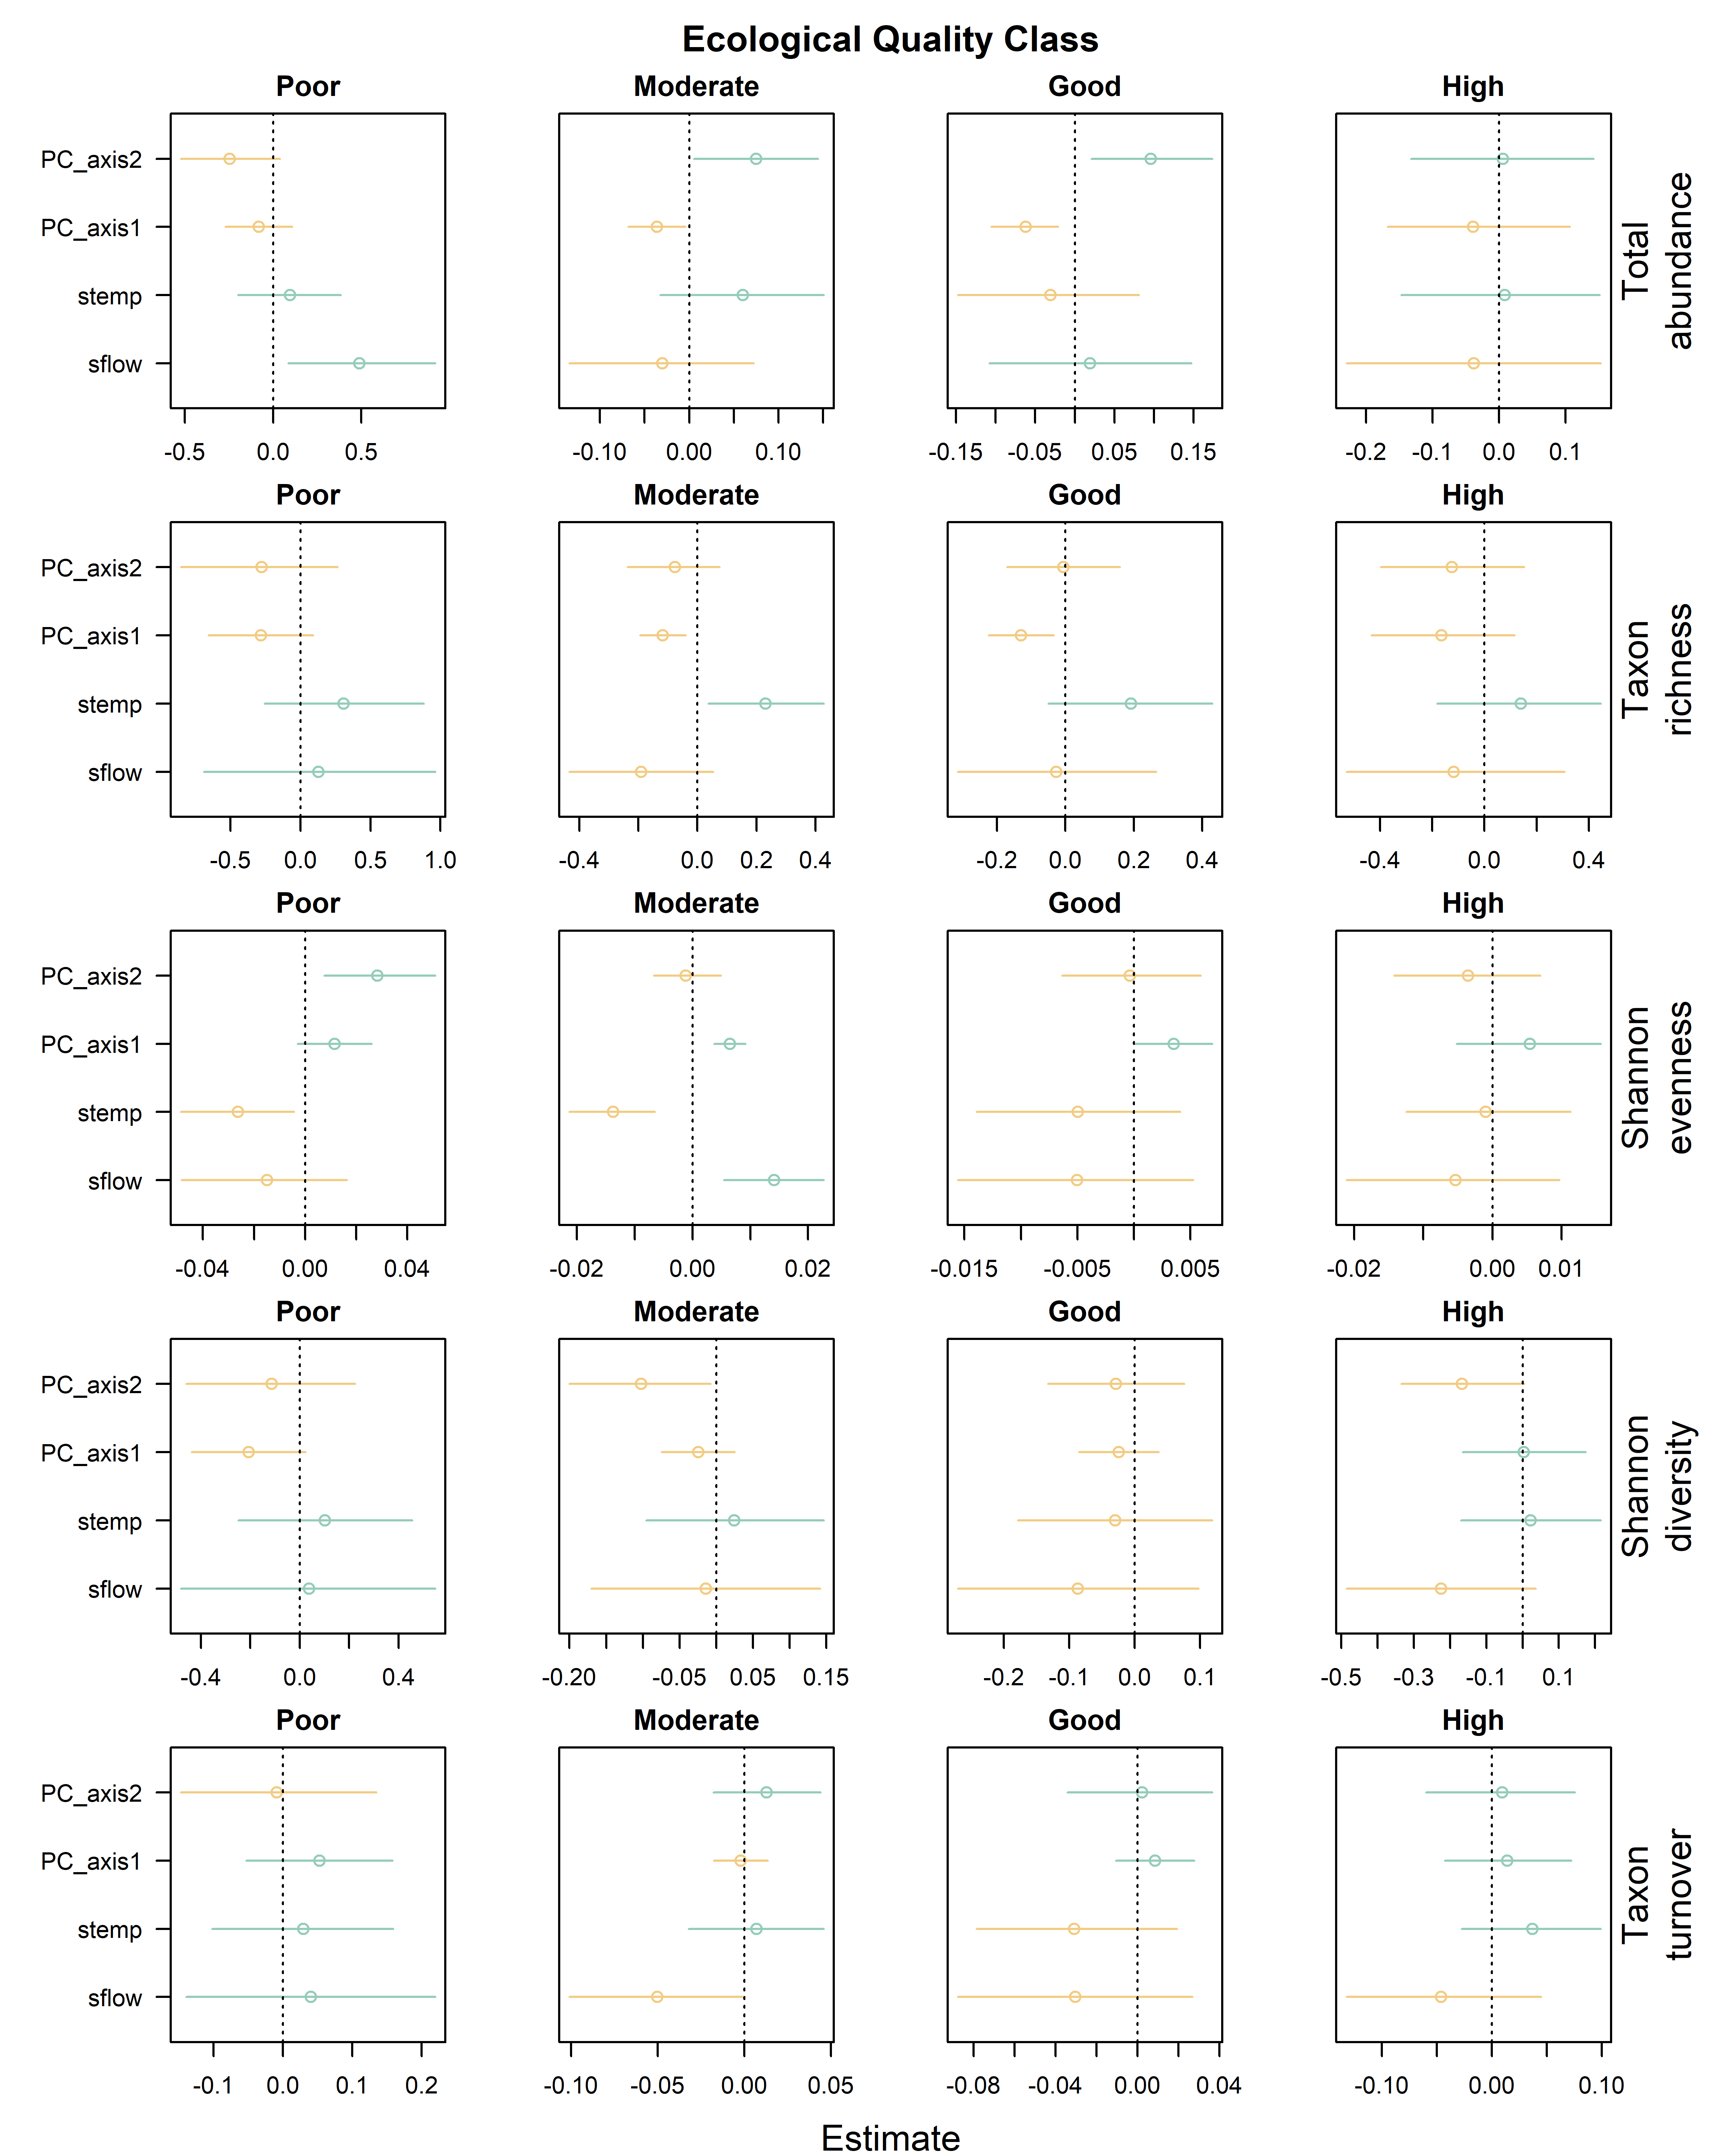 Ecological Quality Class
Poor Moderate Good High
PC_axis2
PC_axis1
stemp
sflow
-0.5 0.0 0.5 -0.10 0.00 0.10 -0.15 -0.05 0.05 0.15 -0.2 -0.1 0.0 0.1
Total
abundance
Poor Moderate Good High
PC_axis2
PC_axis1
stemp
sflow
-0.5 0.0 0.5 1.0 -0.4 0.0 0.2 0.4 -0.2 0.0 0.2 0.4 -0.4 0.0 0.4
Taxon
richness
Poor Moderate Good High
PC_axis2
PC_axis1
stemp
sflow
-0.04 0.00 0.04 -0.02 0.00 0.02 -0.015 -0.005 0.005 -0.02 0.00 0.01
Shannon
evenness
Poor Moderate Good High
PC_axis2
PC_axis1
stemp
sflow
-0.4 0.0 0.4 -0.20 -0.05 0.05 0.15 -0.2 -0.1 0.0 0.1 -0.5 -0.3 -0.1 0.1
Shannon
diversity
Poor Moderate Good High
PC_axis2
PC_axis1
stemp
sflow
-0.1 0.0 0.1 0.2 -0.10 -0.05 0.00 0.05 -0.08 -0.04 0.00 0.04 -0.10 0.00 0.10
Taxon
turnover
Estimate